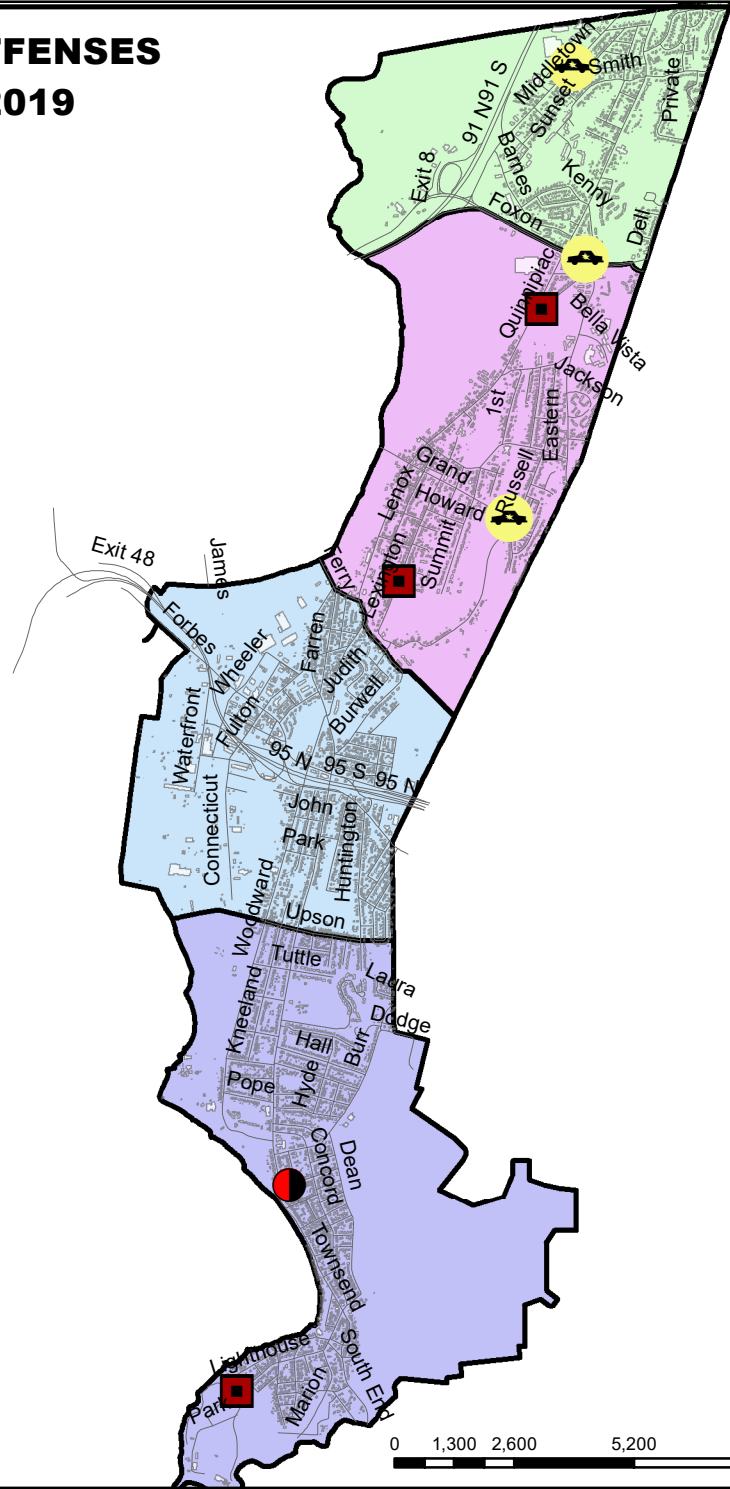 FFENSES
2019
Middletown
Smith
Sunset
Private
91 N
91 S
Barnes
Exit 8
Kenny
Foxon
Dell
Quinnipiac
Bella Vista
Jackson
1st
Eastern
Grand
Russell
Lenox
Howard
Summit
Exit 48
James
Terry
Lexington
Forbes
Wheeler
Farren
Judith
Burwell
Fulton
Waterfront
95 N
95 S
95 N
Connecticut
John
Park
Huntington
Woodward
Upson
Tuttle
Laura
Kneeland
Dodge
Hall
Burr
Pope
Hyde
Concord
Dean
Townsend
South End
Lighthouse
Marion
Park
0 1,300 2,600 5,200